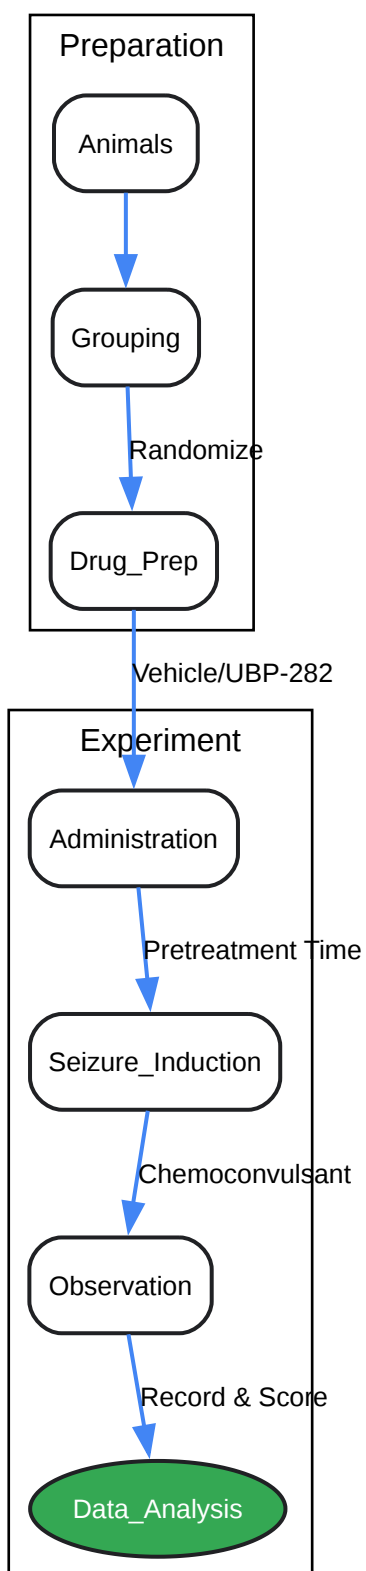 Preparation
Animals
Grouping
Randomize
Drug_Prep
Vehicle/UBP-282
Experiment
Administration
Pretreatment Time
Seizure_Induction
Chemoconvulsant
Observation
Record & Score
Data_Analysis